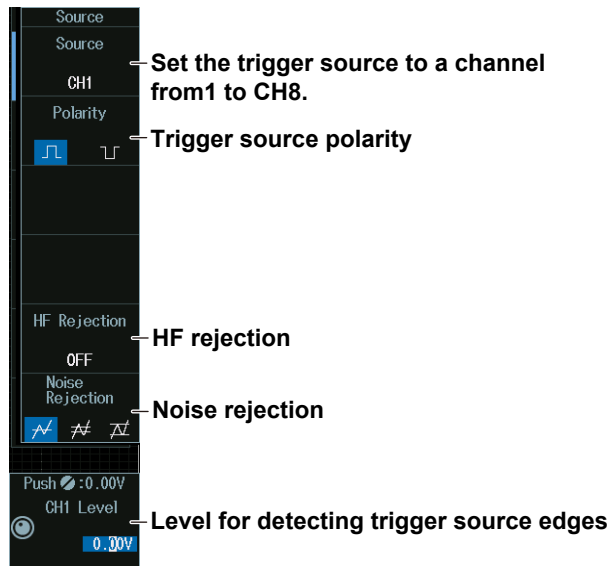 Source
Source
CH1
Set the trigger source to a channel
from1 to CH8.
Polarity
Trigger source polarity
HF Rejection
OFF
HF rejection
Noise
Rejection
Noise rejection
Push :0.00V
CH1 Level
0.00V
Level for detecting trigger source edges